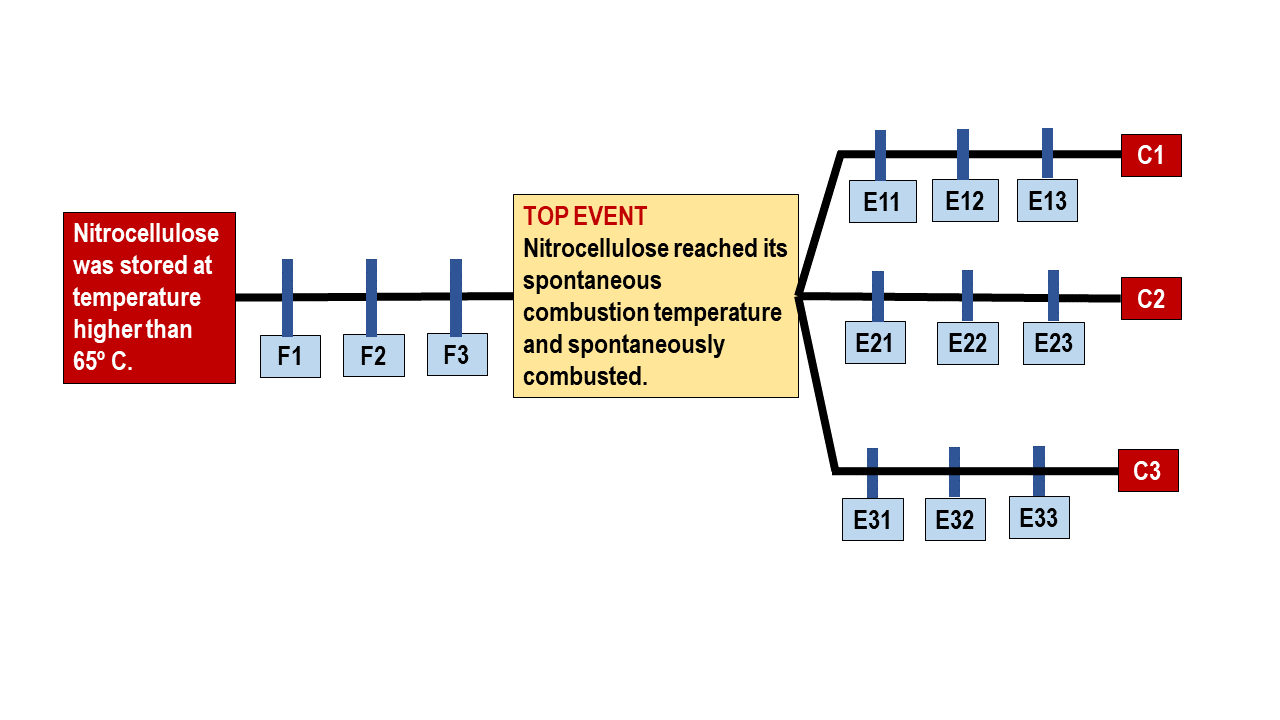 Nitrocellulose
was stored at
temperature
higher than
65º C.
F1
F2
F3
TOP EVENT
Nitrocellulose reached its
spontaneous
combustion temperature
and spontaneously
combusted.
E11
E12
E13
C1
E21
E22
E23
C2
E31
E32
E33
C3